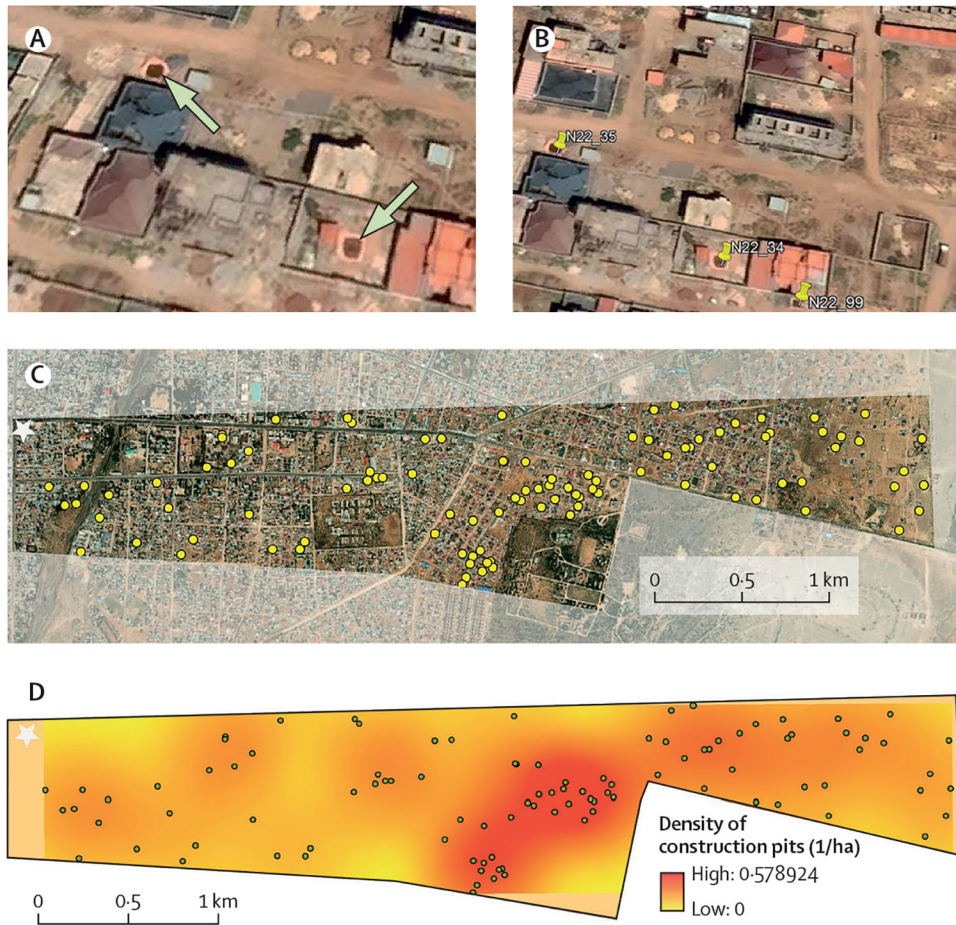 A
B
N22_35
N22_34
N22_99
C
0
0·5
1 km
D
Density of
construction pits (1/ha)
High: 0·578924
Low: 0
0
0·5
1 km